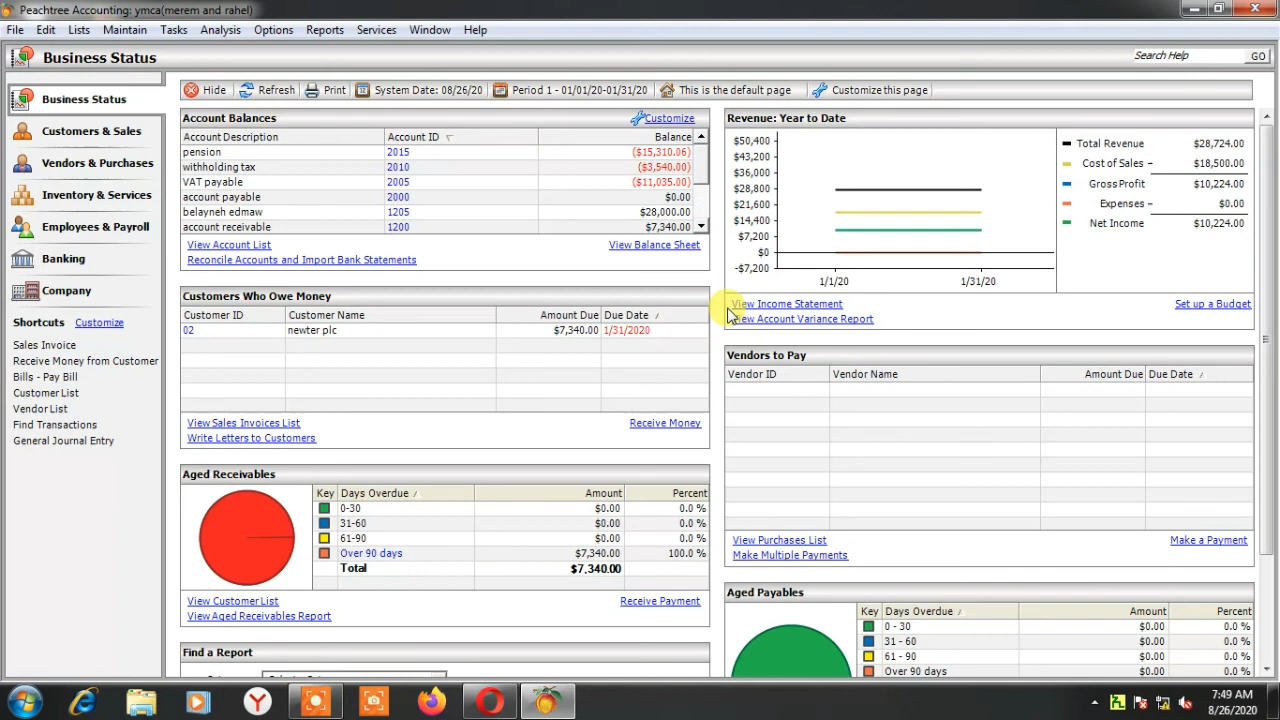 Peachtree Accounting: ymca(merem and rahel)
File Edit Lists Maintain Tasks Analysis Options Reports Services Window Help
Business Status
Search Help GO
Business Status
Customers & Sales
Vendors & Purchases
Inventory & Services
Employees & Payroll
Banking
Company
Shortcuts Customize
Sales Invoice
Receive Money from Customer
Bills - Pay Bill
Customer List
Vendor List
Find Transactions
General Journal Entry
Hide Refresh Print System Date: 08/26/20 Period 1 - 01/01/20-01/31/20 This is the default page Customize this page
Account Balances Customize
Account Description Account ID Balance
pension 2015 ($15,310.06)
withholding tax 2010 ($3,540.00)
VAT payable 2005 ($11,035.00)
account payable 2000 $0.00
belayneh edmaw 1205 $28,000.00
account receivable 1200 $7,340.00
View Account List View Balance Sheet
Reconcile Accounts and Import Bank Statements
Customers Who Owe Money
Customer ID Customer Name Amount Due Due Date
02 newter plc $7,340.00 1/31/2020
View Sales Invoices List Receive Money
Write Letters to Customers
Aged Receivables
Key Days Overdue Amount Percent
0-30 $0.00 0.0 %
31-60 $0.00 0.0 %
61-90 $0.00 0.0 %
Over 90 days $7,340.00 100.0 %
Total $7,340.00
View Customer List Receive Payment
View Aged Receivables Report
Find a Report
Revenue: Year to Date
$50,400
$43,200
$36,000
$28,800
$21,600
$14,400
$7,200
$0
-$7,200
1/1/20 1/31/20
Total Revenue $28,724.00
Cost of Sales - $18,500.00
Gross Profit $10,224.00
Expenses - $0.00
Net Income $10,224.00
View Income Statement Set up a Budget
View Account Variance Report
Vendors to Pay
Vendor ID Vendor Name Amount Due Due Date
View Purchases List Make a Payment
Make Multiple Payments
Aged Payables
Key Days Overdue Amount Percent
0 - 30 $0.00 0.0 %
31 - 60 $0.00 0.0 %
61 - 90 $0.00 0.0 %
Over 90 days $0.00 0.0 %
7:49 AM
8/26/2020